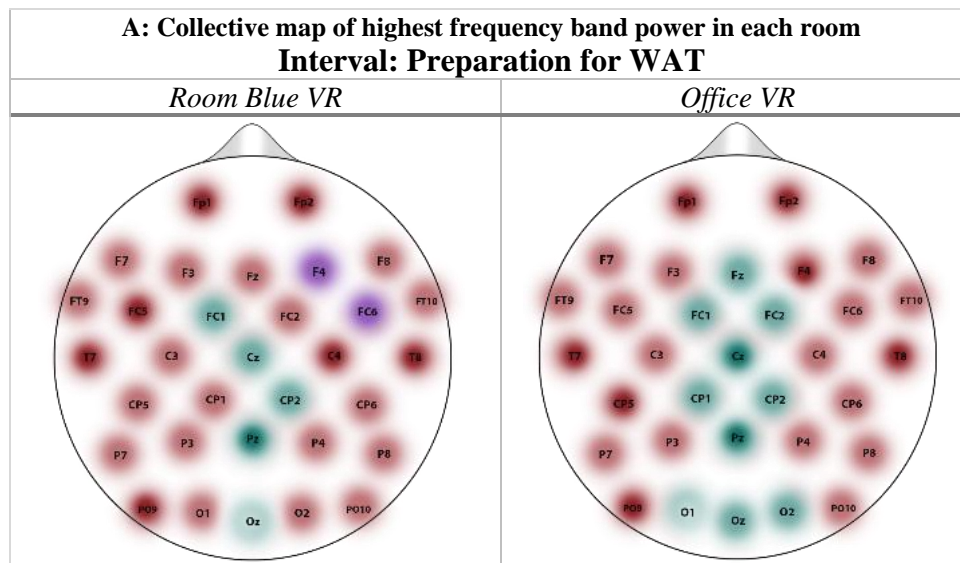 A: Collective map of highest frequency band power in each room
Interval: Preparation for WAT
Room Blue VR
Office VR
Fp1 Fp2
F7 F3 Fz F4 F8
FT9 FC5 FC1 FC2 FC6 FT10
T7 C3 Cz C4 T8
CP5 CP1 CP2 CP6
P7 P3 Pz P4 P8
PO9 O1 Oz O2 PO10
Fp1 Fp2
F7 F3 Fz F4 F8
FT9 FC5 FC1 FC2 FC6 FT10
T7 C3 Cz C4 T8
CP5 CP1 CP2 CP6
P7 P3 Pz P4 P8
PO9 O1 Oz O2 PO10